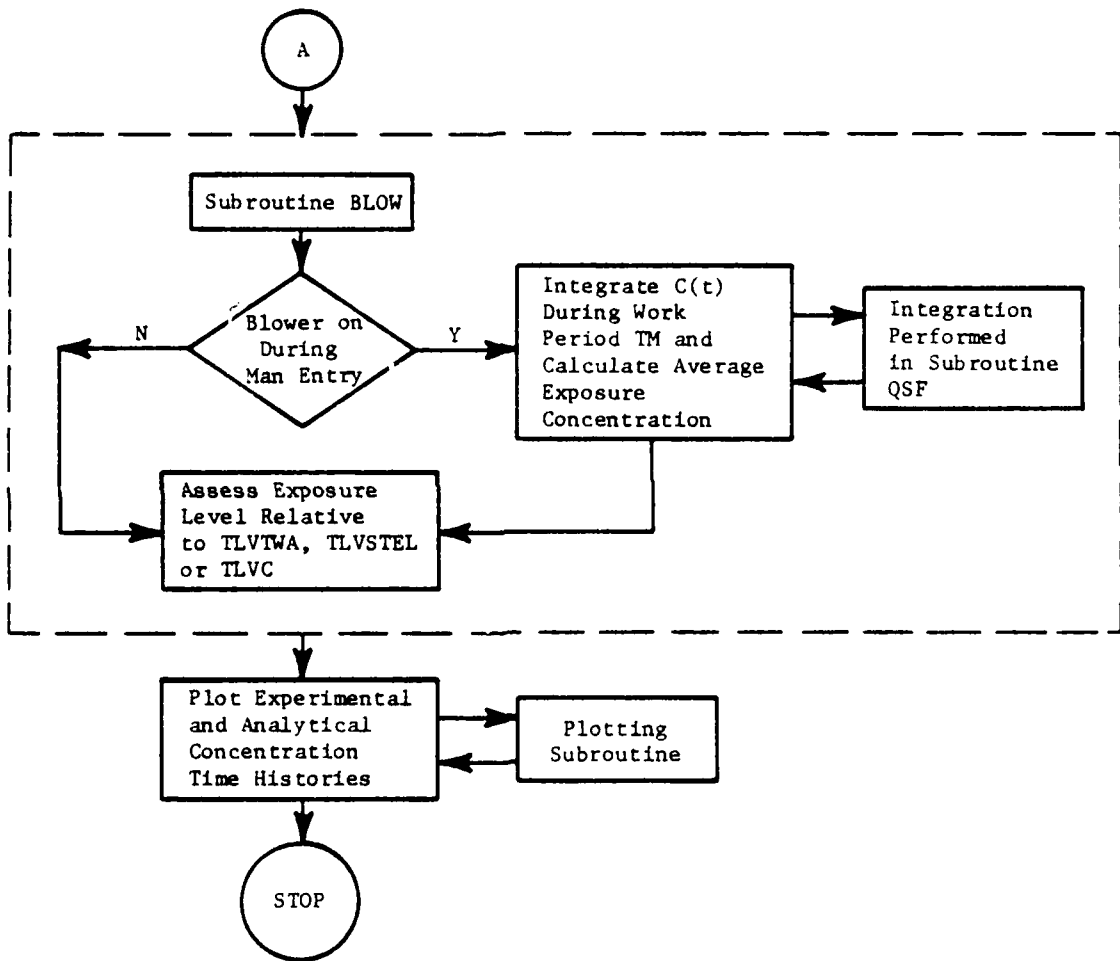 A
Subroutine BLOW
Blower on
During
Man Entry
N
Y
Integrate C(t)
During Work
Period TM and
Calculate Average
Exposure
Concentration
Integration
Performed
in Subroutine
QSF
Assess Exposure
Level Relative
to TLVTWA, TLVSTEL
or TLVC
Plot Experimental
and Analytical
Concentration
Time Histories
Plotting
Subroutine
STOP